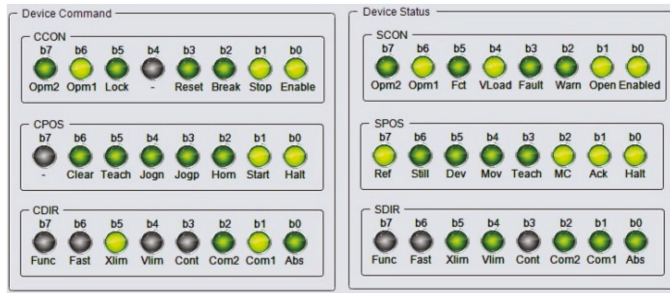 Device Command
CCON
b7 b6 b5 b4 b3 b2 b1 b0
Opm2 Opm1 Lock - Reset Break Stop Enable
CPOS
b7 b6 b5 b4 b3 b2 b1 b0
- Clear Teach Jogn Jogp Hom Start Halt
CDIR
b7 b6 b5 b4 b3 b2 b1 b0
Func Fast Xlim Vlim Cont Com2 Com1 Abs
Device Status
SCON
b7 b6 b5 b4 b3 b2 b1 b0
Opm2 Opm1 Fct VLoad Fault Warn Open Enabled
SPOS
b7 b6 b5 b4 b3 b2 b1 b0
Ref Still Dev Mov Teach MC Ack Halt
SDIR
b7 b6 b5 b4 b3 b2 b1 b0
Func Fast Xlim Vlim Cont Com2 Com1 Abs